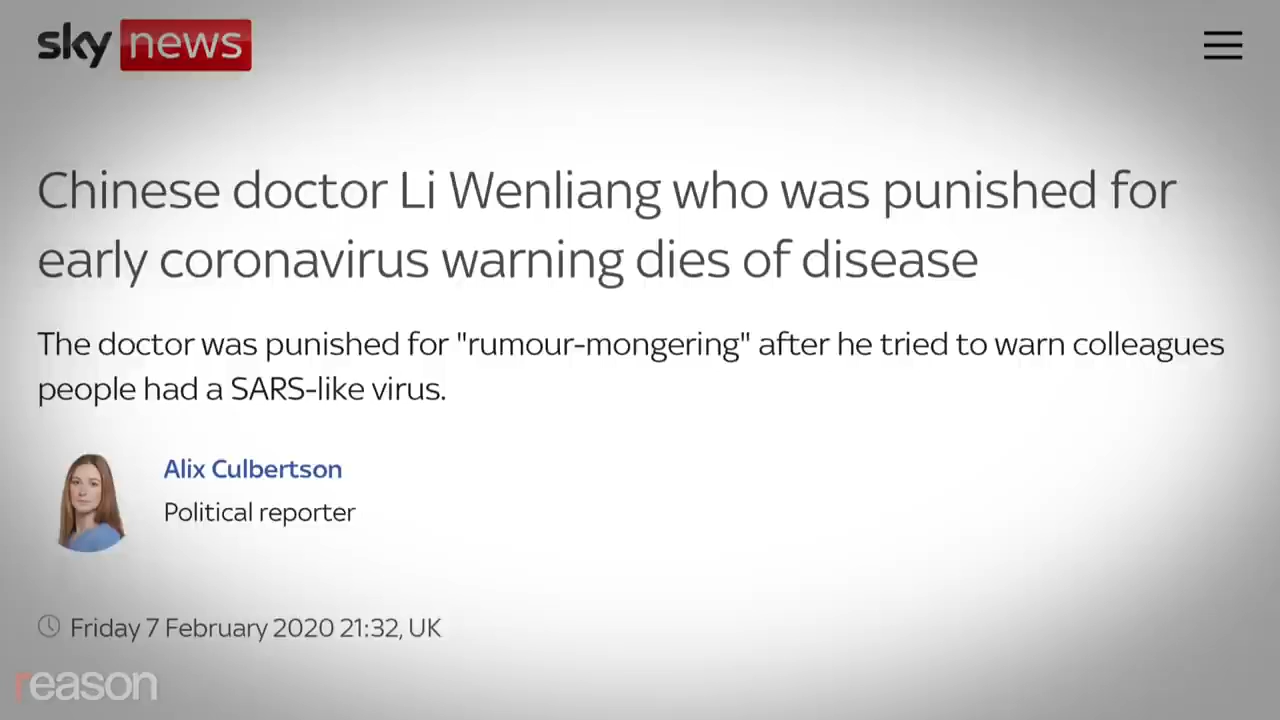 sky news
Chinese doctor Li Wenliang who was punished for
early coronavirus warning dies of disease
The doctor was punished for "rumour-mongering" after he tried to warn colleagues
people had a SARS-like virus.
Alix Culbertson
Political reporter
Friday 7 February 2020 21:32, UK
reason